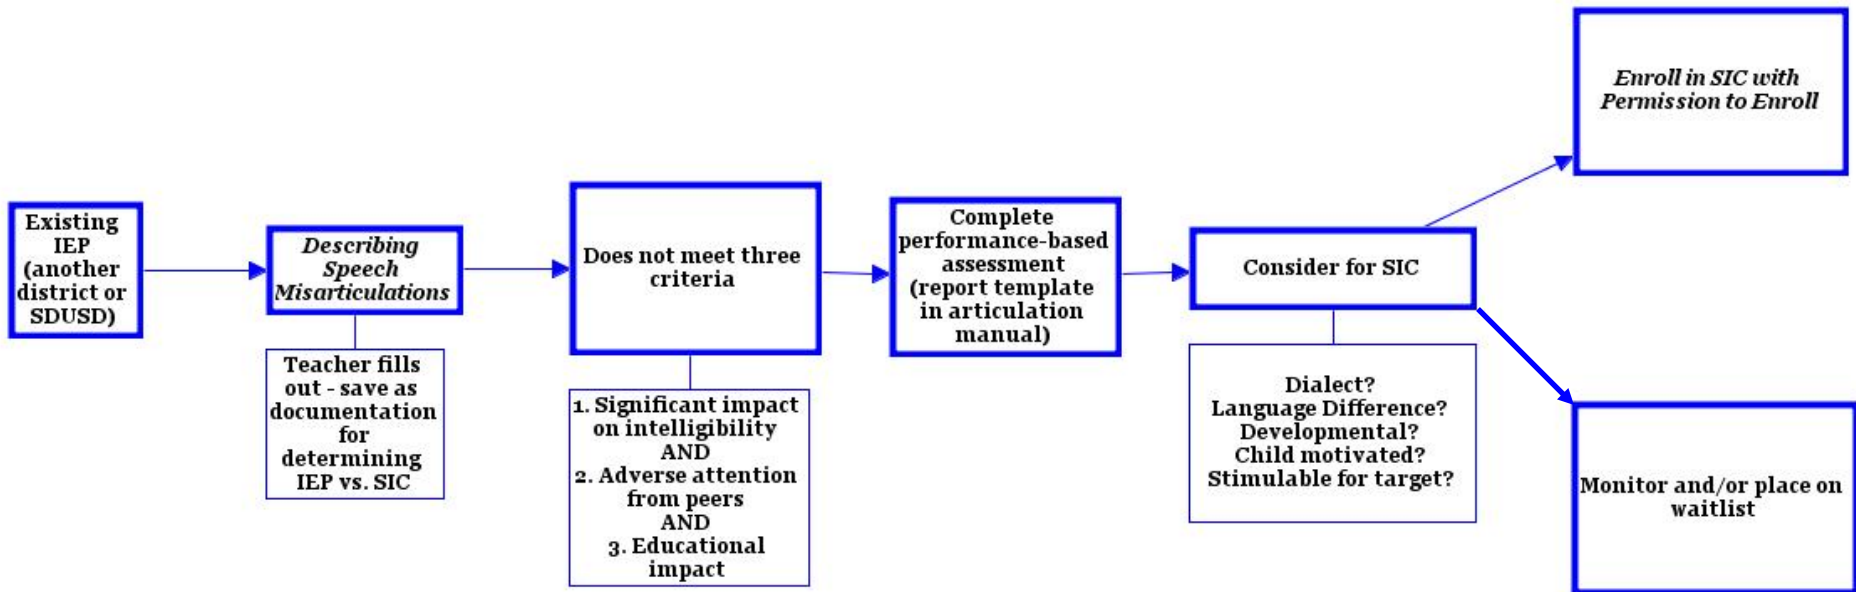 Existing
IEP
(another
district or
SDUSD)
Describing
Speech
Misarticulations
Teacher fills
out - save as
documentation
for
determining
IEP vs. SIC
Does not meet three
criteria
1. Significant impact
on intelligibility
AND
2. Adverse attention
from peers
AND
3. Educational
impact
Complete
performance-based
assessment
(report template
in articulation
manual)
Consider for SIC
Dialect?
Language Difference?
Developmental?
Child motivated?
Stimulable for target?
Enroll in SIC with
Permission to Enroll
Monitor and/or place on
waitlist